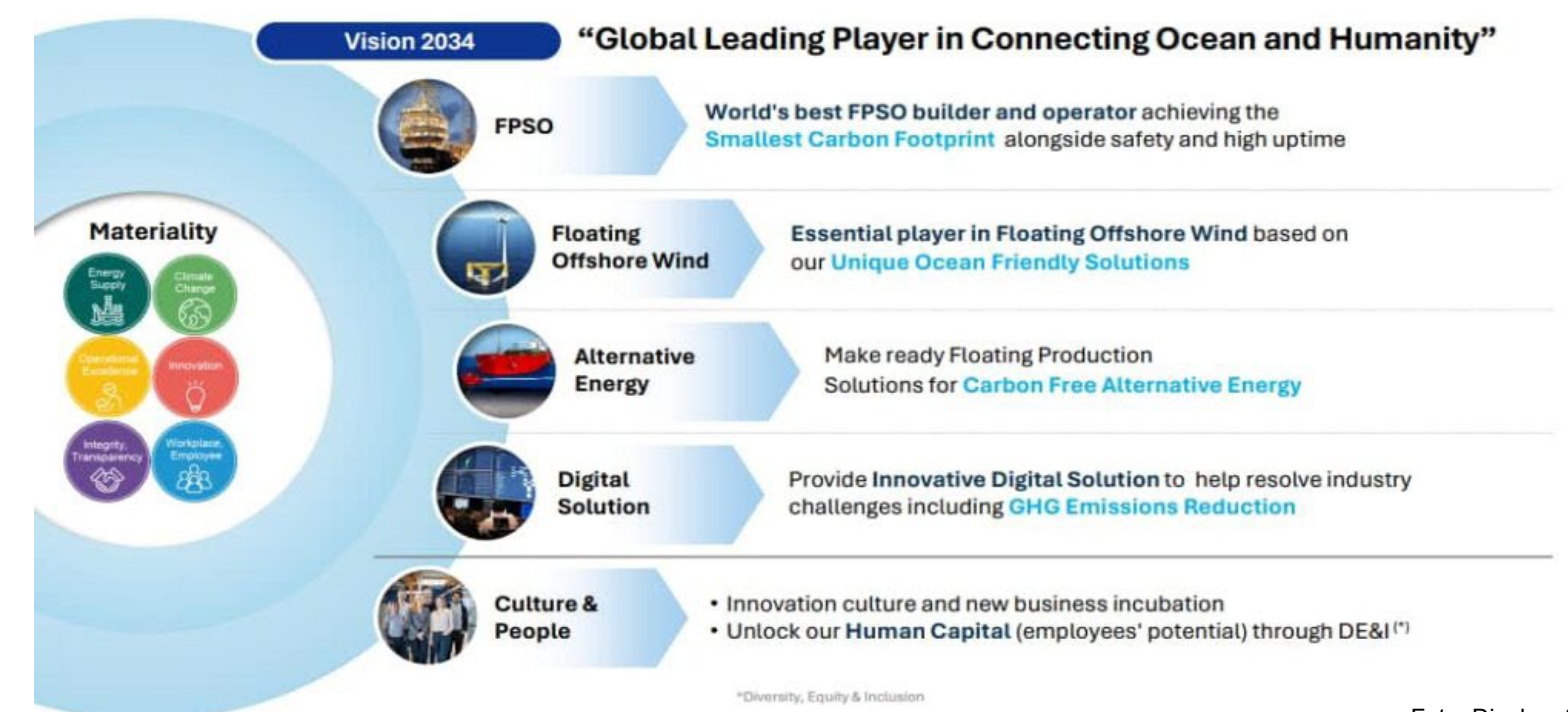 Vision 2034
“Global Leading Player in Connecting Ocean and Humanity”
Materiality
Energy
Supply
Climate
Change
Operational
Excellence
Innovation
Integrity,
Transparency
Workplace,
Employee
FPSO
World's best FPSO builder and operator achieving the
Smallest Carbon Footprint alongside safety and high uptime
Floating
Offshore Wind
Essential player in Floating Offshore Wind based on
our Unique Ocean Friendly Solutions
Alternative
Energy
Make ready Floating Production
Solutions for Carbon Free Alternative Energy
Digital
Solution
Provide Innovative Digital Solution to help resolve industry
challenges including GHG Emissions Reduction
Culture &
People
• Innovation culture and new business incubation
• Unlock our Human Capital (employees' potential) through DE&I (*)
*Diversity, Equity & Inclusion